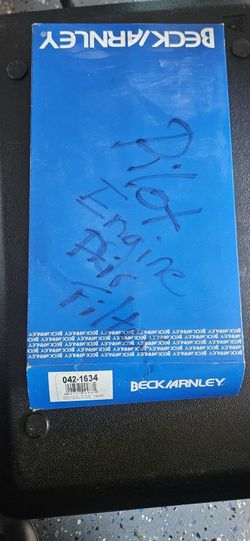 BECK/ARNLEY
Pilot
Engine
Air
Filter
BECK/ARNLEY
042-1634